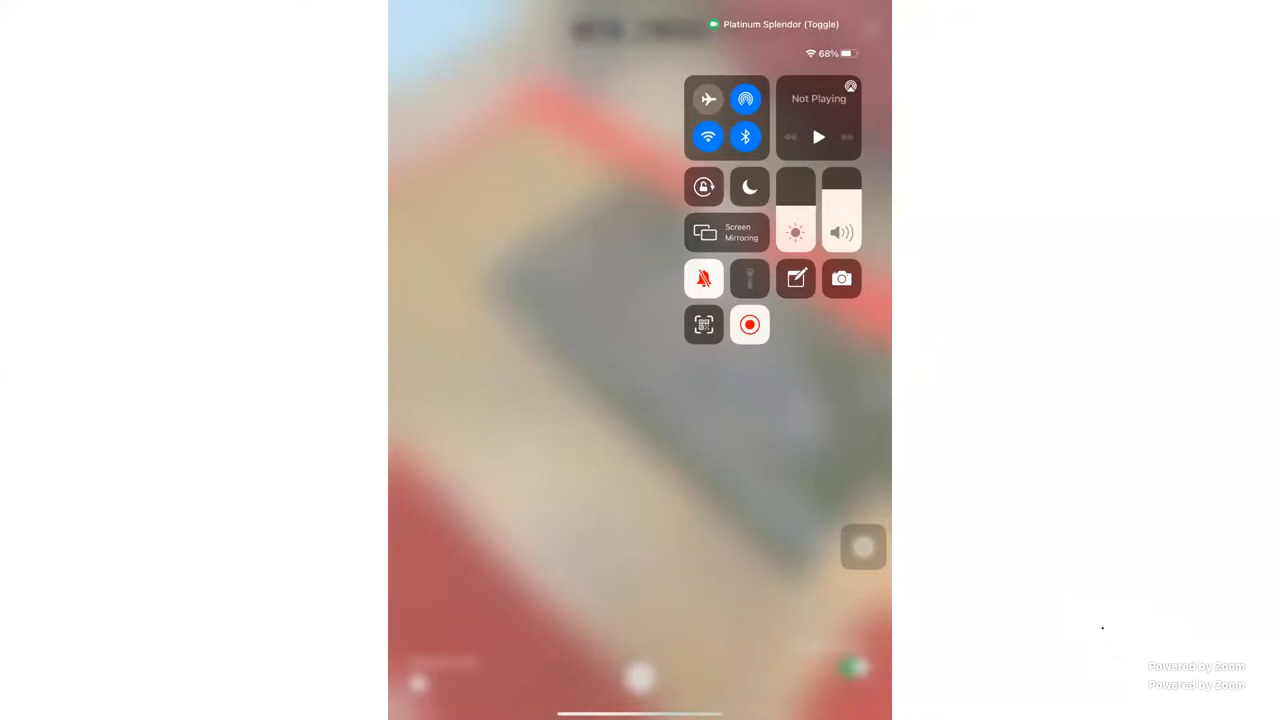 Platinum Splendor (Toggle)
68%
Not Playing
Screen
Mirroring
Powered by Zoom
Powered by Zoom